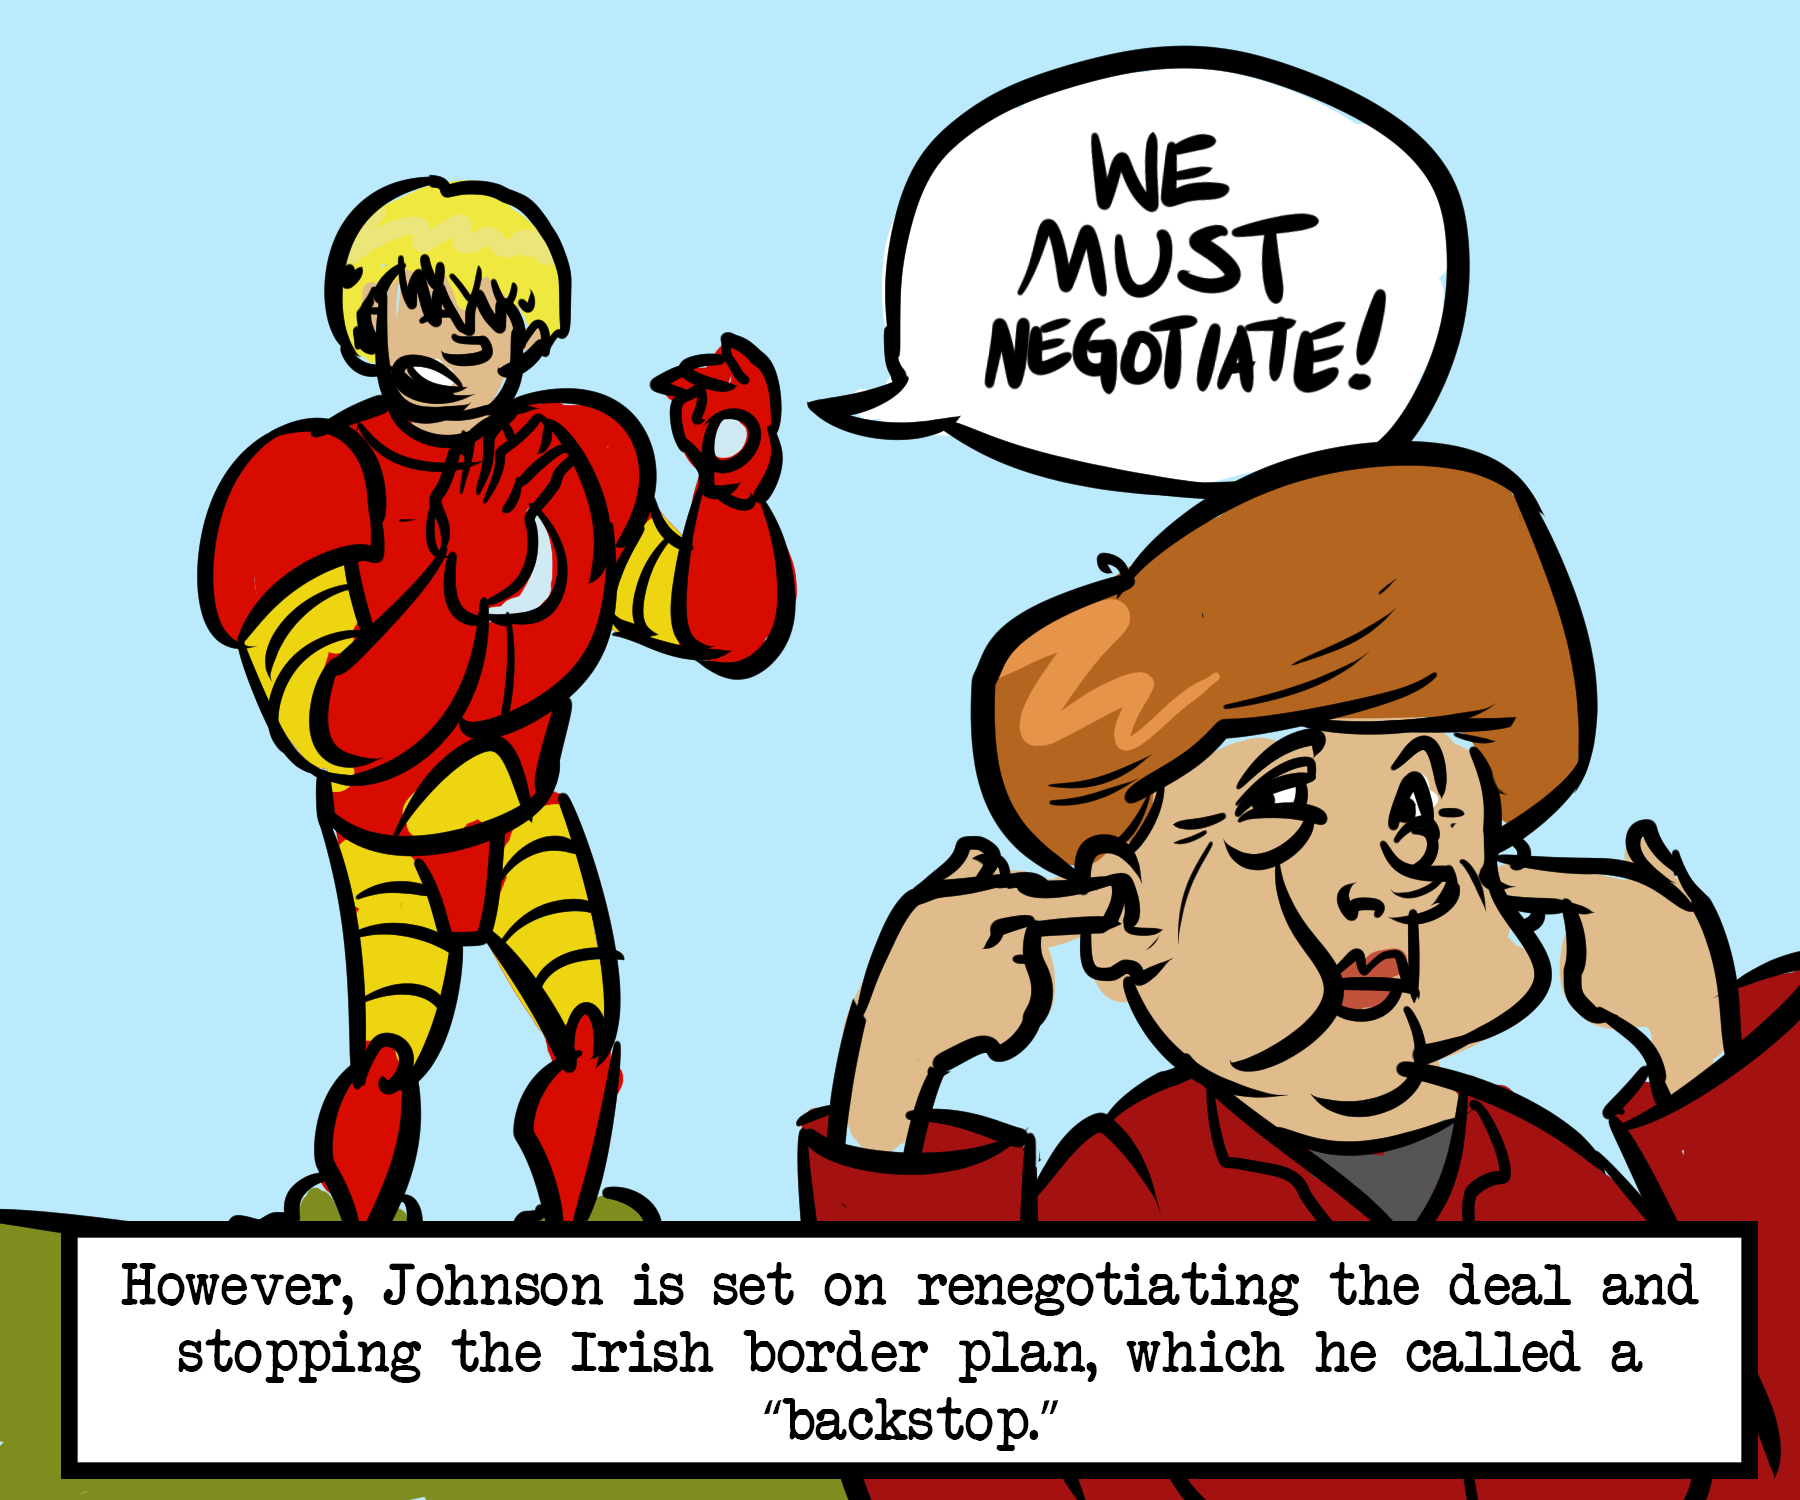 WE
MUST
NEGOTIATE!
However, Johnson is set on renegotiating the deal and
stopping the Irish border plan, which he called a
“backstop.”